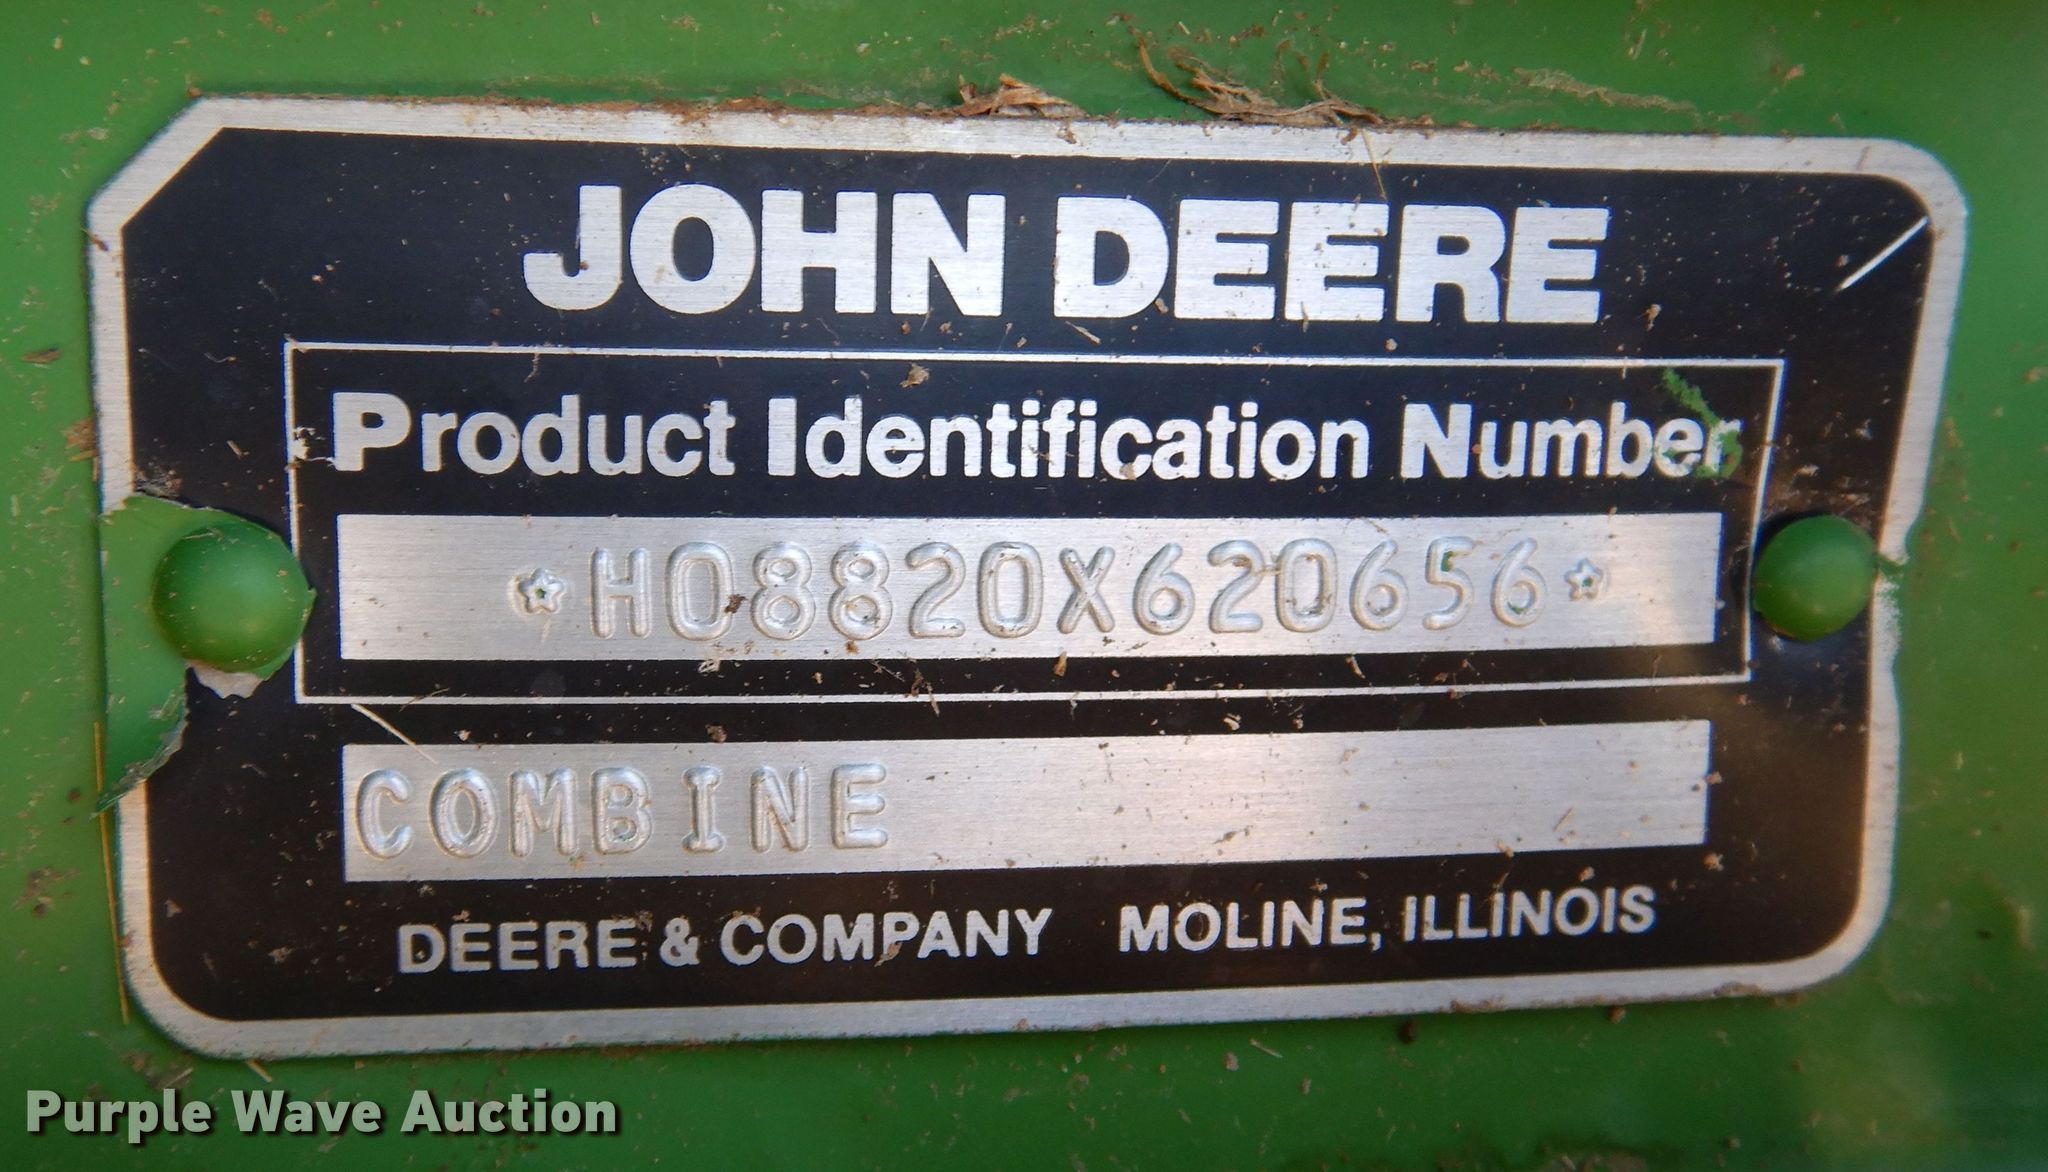 JOHN DEERE
Product Identification Number
☆H08820X620656☆
COMBINE
DEERE & COMPANY MOLINE, ILLINOIS
Purple Wave Auction